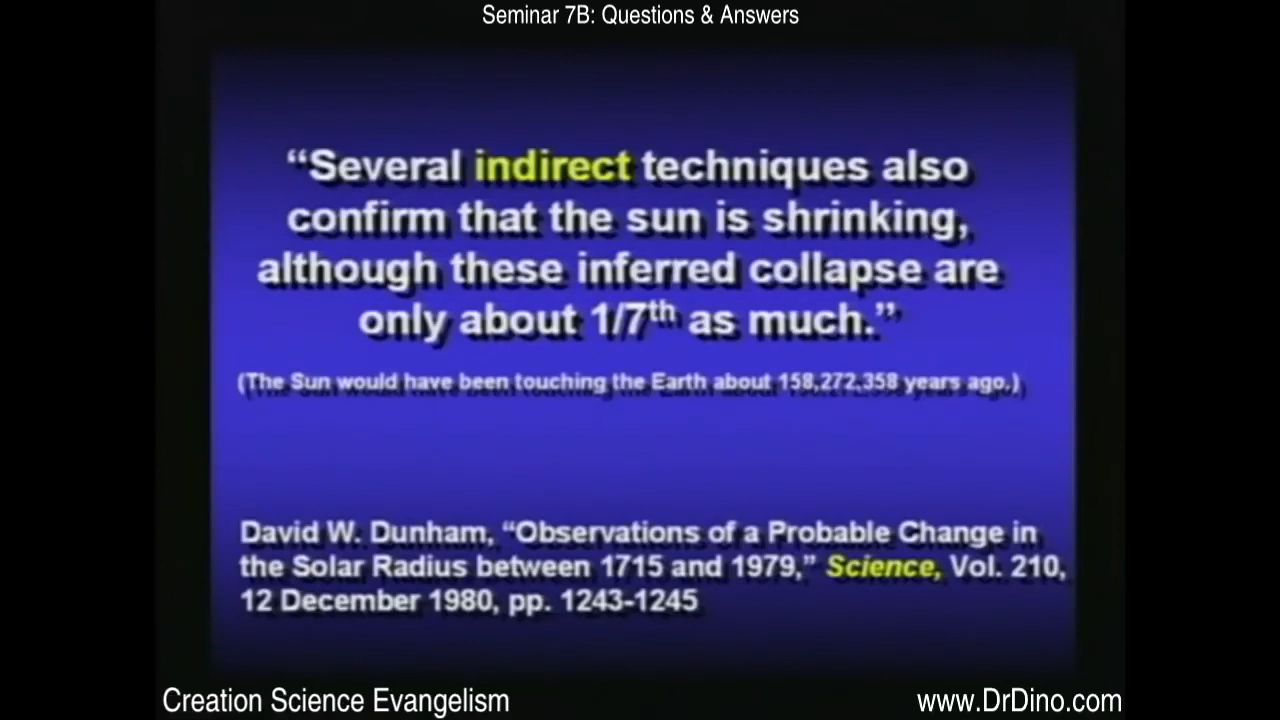 Seminar 7B: Questions & Answers
“Several indirect techniques also
confirm that the sun is shrinking,
although these inferred collapse are
only about 1/7th as much.”
(The Sun would have been touching the Earth about 158,272,358 years ago.)
David W. Dunham, “Observations of a Probable Change in
the Solar Radius between 1715 and 1979,” Science, Vol. 210,
12 December 1980, pp. 1243-1245
Creation Science Evangelism
www.DrDino.com